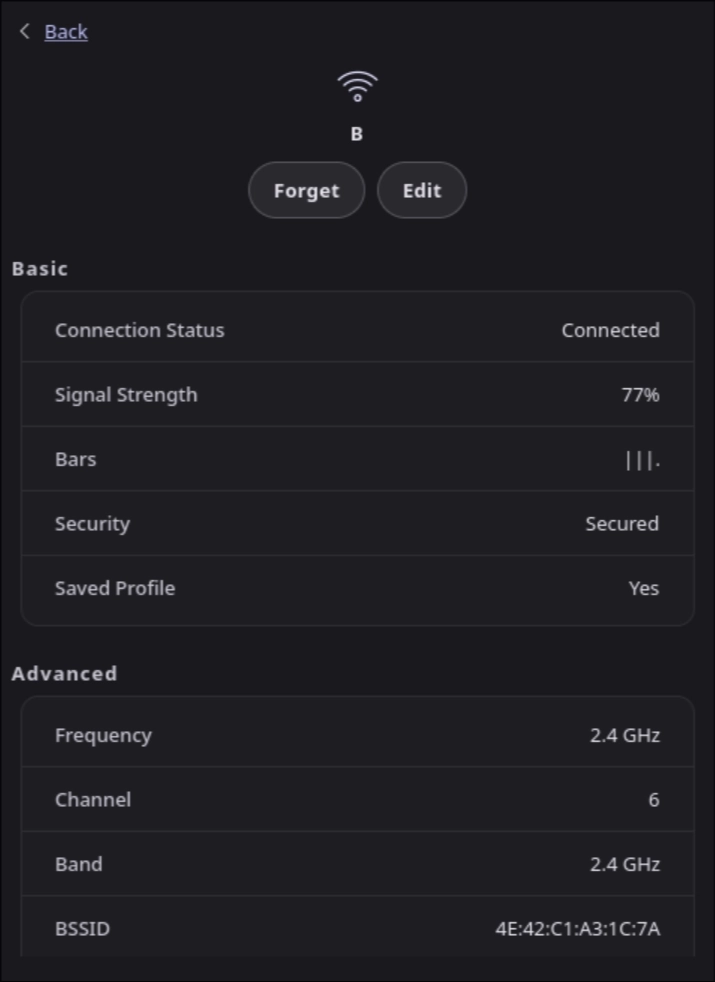 Back
B
Forget Edit
Basic
Connection Status Connected
Signal Strength 77%
Bars |||.
Security Secured
Saved Profile Yes
Advanced
Frequency 2.4 GHz
Channel 6
Band 2.4 GHz
BSSID 4E:42:C1:A3:1C:7A